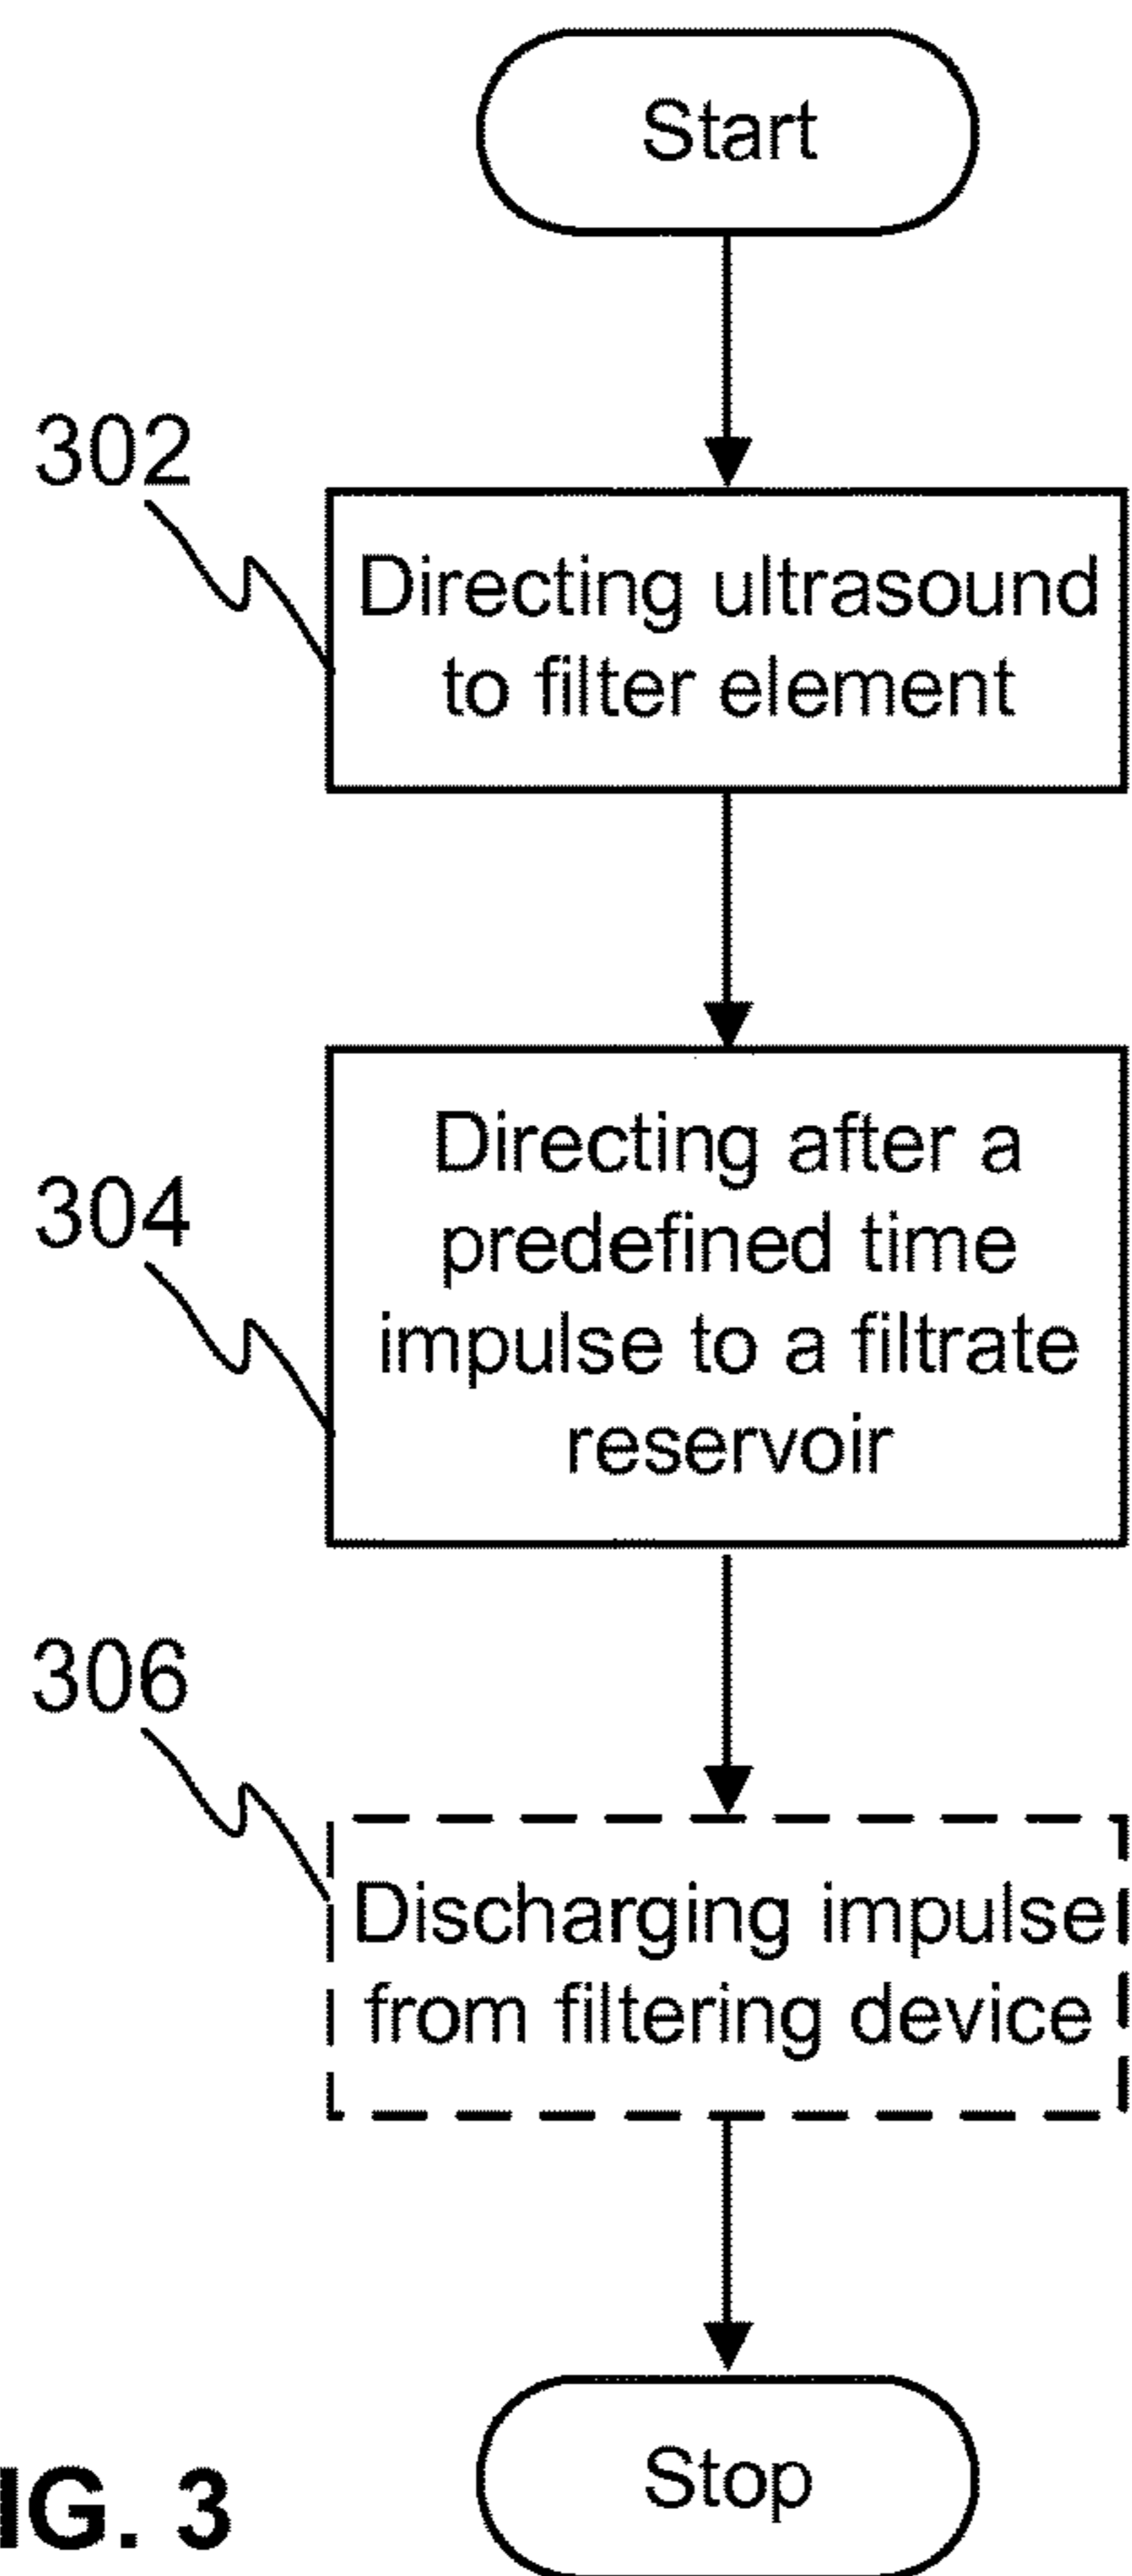 Start
302
Directing ultrasound
to filter element
304
Directing after a
predefined time
impulse to a filtrate
reservoir
306
Discharging impulse
from filtering device
Stop
IG. 3